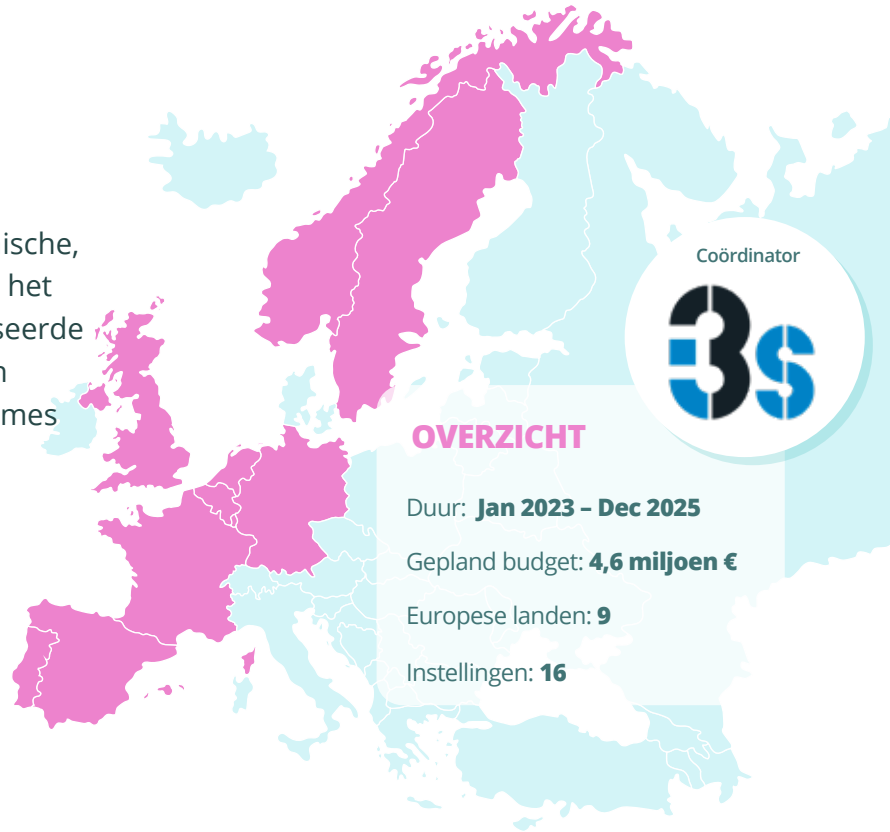 ische,
het
seerde
n
mes
Coördinator
3s
OVERZICHT
Duur: Jan 2023 – Dec 2025
Gepland budget: 4,6 miljoen €
Europese landen: 9
Instellingen: 16